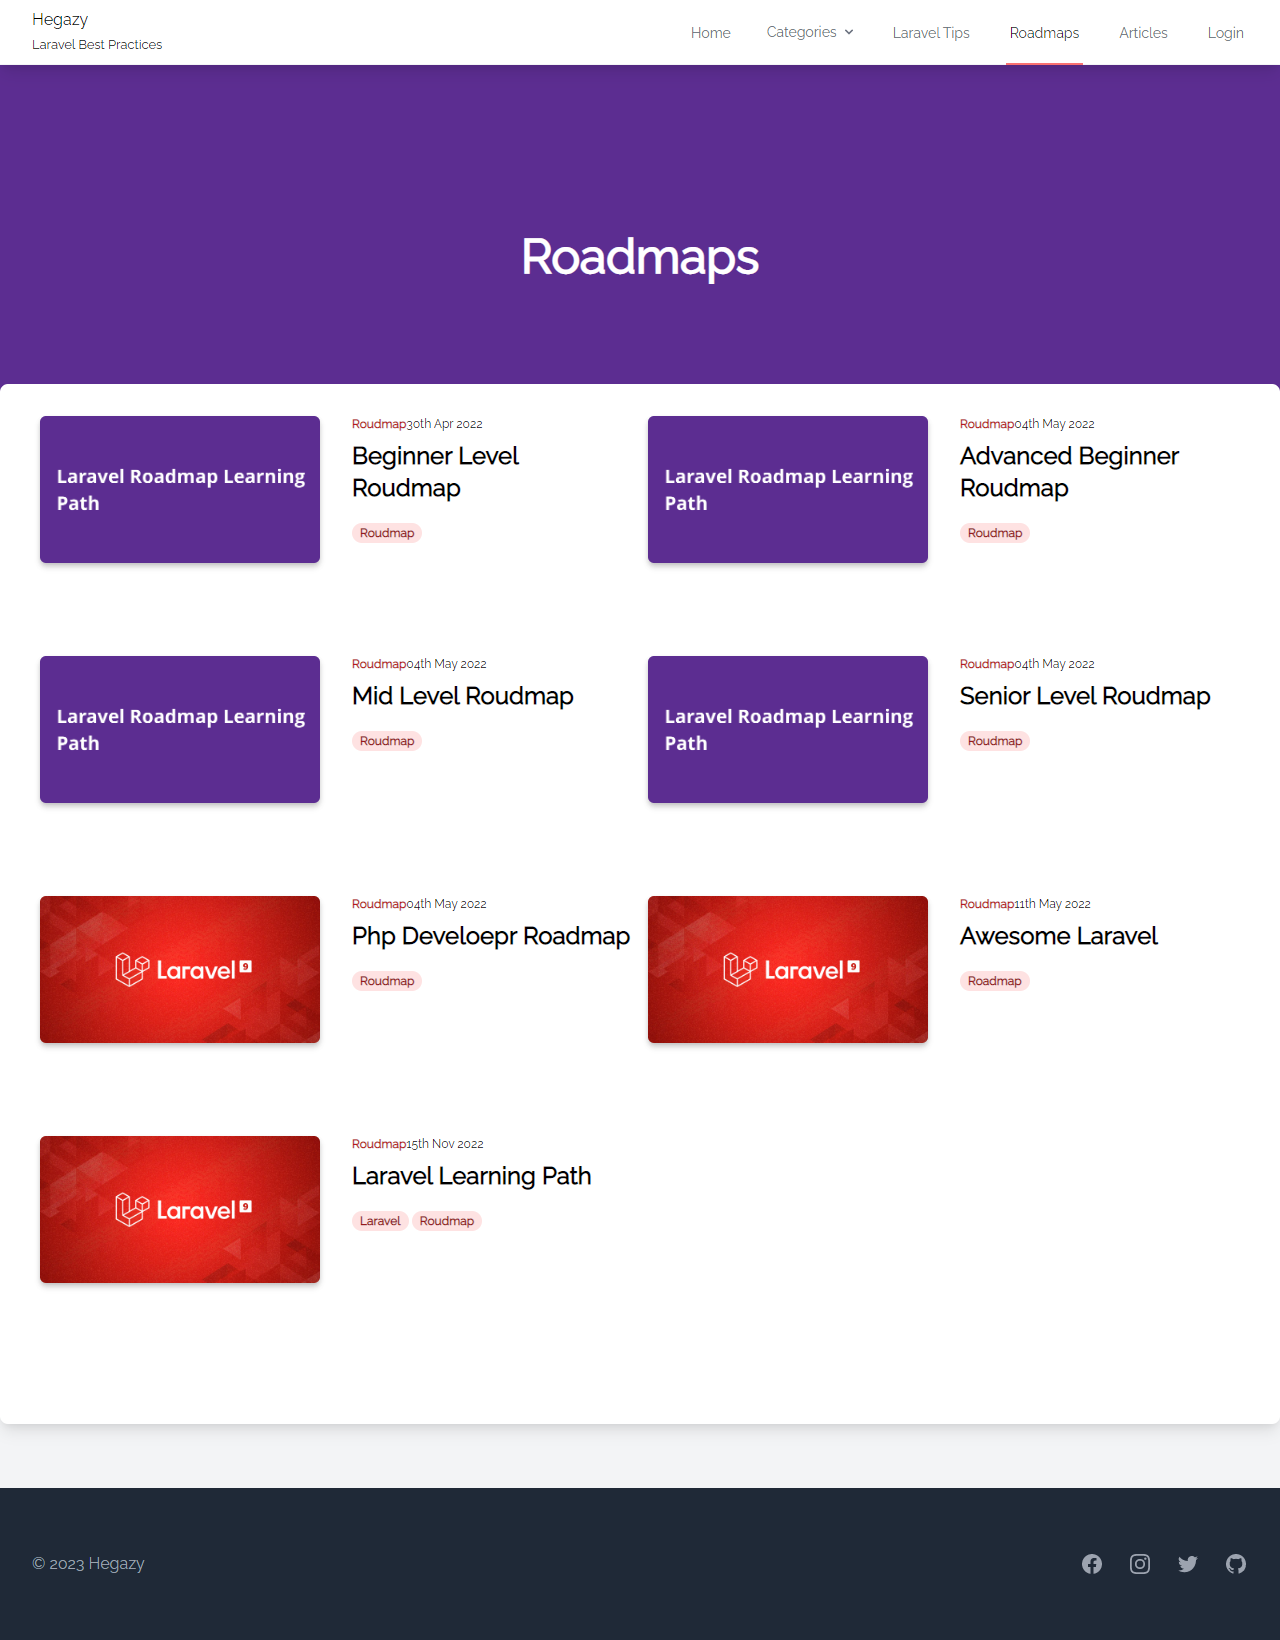 Hegazy
Laravel Best Practices
Home
Categories
Laravel Tips
Roadmaps
Articles
Login
Roadmaps
Laravel Roadmap Learning
Path
Roudmap30th Apr 2022
Beginner Level
Roudmap
Roudmap
Laravel Roadmap Learning
Path
Roudmap04th May 2022
Advanced Beginner
Roudmap
Roudmap
Laravel Roadmap Learning
Path
Roudmap04th May 2022
Mid Level Roudmap
Roudmap
Laravel Roadmap Learning
Path
Roudmap04th May 2022
Senior Level Roudmap
Roudmap
Laravel 9
Roudmap04th May 2022
Php Develoepr Roadmap
Roudmap
Laravel 9
Roudmap11th May 2022
Awesome Laravel
Roadmap
Laravel 9
Roudmap15th Nov 2022
Laravel Learning Path
Laravel
Roudmap
© 2023 Hegazy